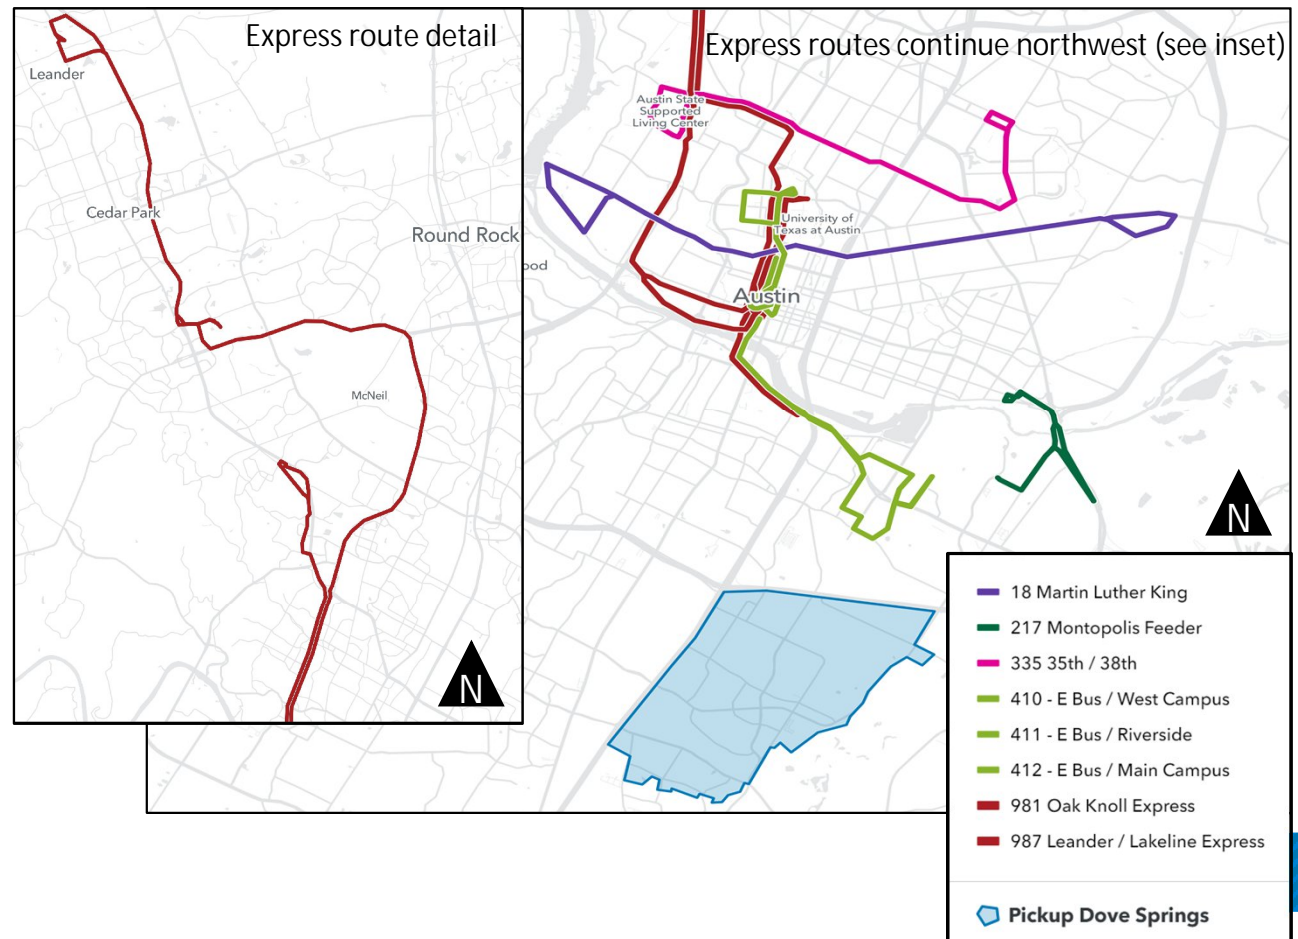 Express route detail
Leander
Cedar Park
Round Rock
McNeil
N
Express routes continue northwest (see inset)
Austin State
Supported
Living Center
University of
Texas at Austin
ood
Austin
N
18 Martin Luther King
217 Montopolis Feeder
335 35th / 38th
410 - E Bus / West Campus
411 - E Bus / Riverside
412 - E Bus / Main Campus
981 Oak Knoll Express
987 Leander / Lakeline Express
Pickup Dove Springs